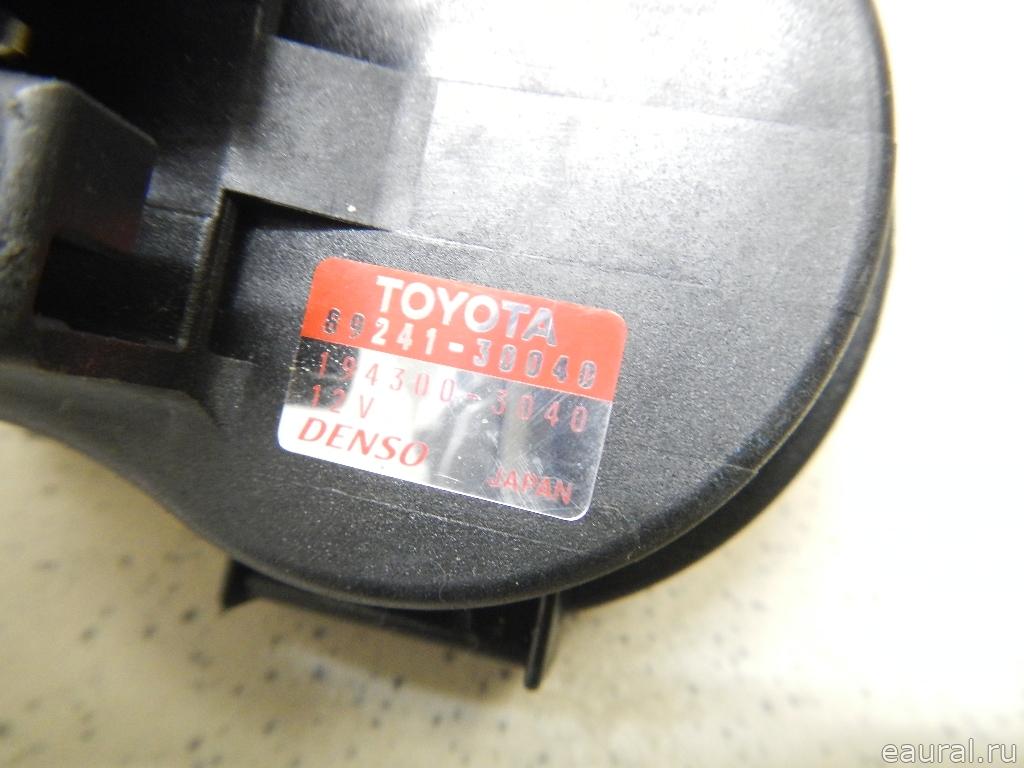 TOYOTA
89241-30040
194300-3040
12V
DENSO
JAPAN
eaural.ru